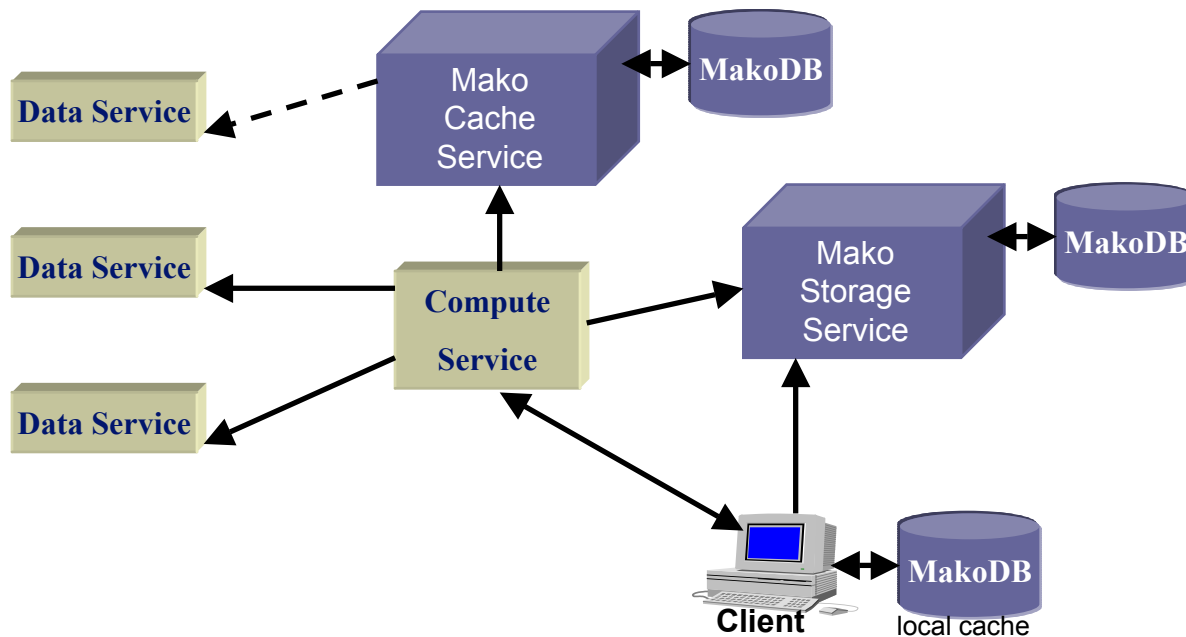 Data Service
Mako
Cache
Service
MakoDB
Data Service
Compute
Service
Mako
Storage
Service
MakoDB
Data Service
Client
MakoDB
local cache